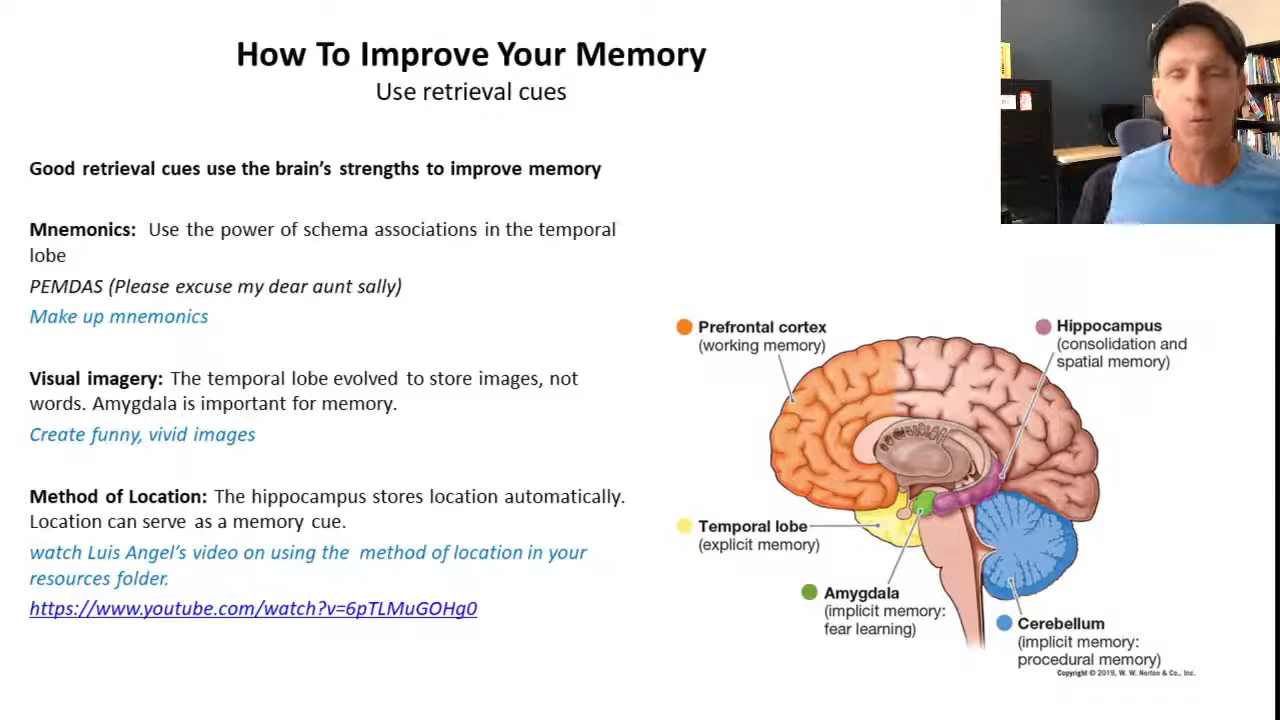 How To Improve Your Memory
Use retrieval cues
Good retrieval cues use the brain's strengths to improve memory
Mnemonics: Use the power of schema associations in the temporal
lobe
PEMDAS (Please excuse my dear aunt sally)
Make up mnemonics
Visual imagery: The temporal lobe evolved to store images, not
words. Amygdala is important for memory.
Create funny, vivid images
Method of Location: The hippocampus stores location automatically.
Location can serve as a memory cue.
watch Luis Angel's video on using the method of location in your
resources folder.
https://www.youtube.com/watch?v=6pTLMuGOHg0
Prefrontal cortex
(working memory)
Hippocampus
(consolidation and
spatial memory)
Temporal lobe
(explicit memory)
Amygdala
(implicit memory:
fear learning)
Cerebellum
(implicit memory:
procedural memory)
Copyright © 2019, W. W. Norton & Co., Inc.